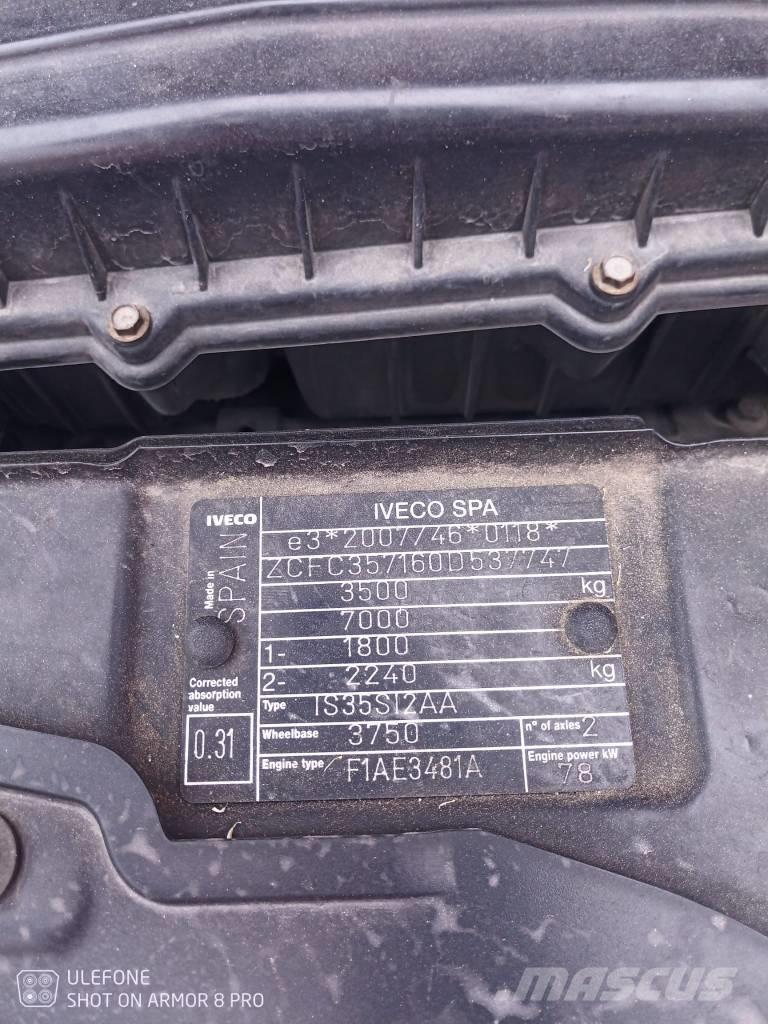 IVECO
IVECO SPA
Made in
SPAIN
e3*2007/46*0118*
ZCFC357160D537747
3500 kg
7000
1- 1800
2- 2240 kg
Type IS35SI2AA
Wheelbase 3750 n° of axles 2
Engine type F1AE3481A Engine power kW 78
Corrected
absorption
value
0.31
ULEFONE
SHOT ON ARMOR 8 PRO
MASCUS